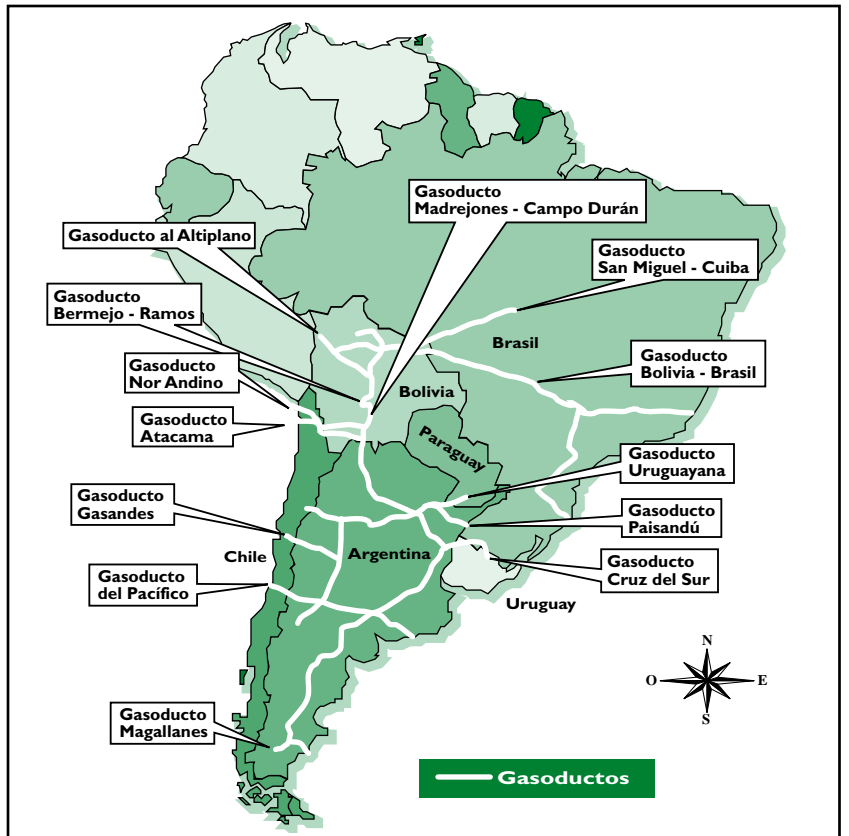 Gasoducto
Madrejones - Campo Durán
Gasoducto al Altiplano
Gasoducto
San Miguel - Cuiba
Gasoducto
Bermejo - Ramos
Brasil
Gasoducto
Bolivia - Brasil
Gasoducto
Nor Andino
Bolivia
Gasoducto
Atacama
Paraguay
Gasoducto
Uruguayana
Gasoducto
Gasandes
Gasoducto
Paisandú
Chile
Argentina
Gasoducto
Cruz del Sur
Gasoducto
del Pacífico
Uruguay
N
O
E
S
Gasoducto
Magallanes
Gasoductos